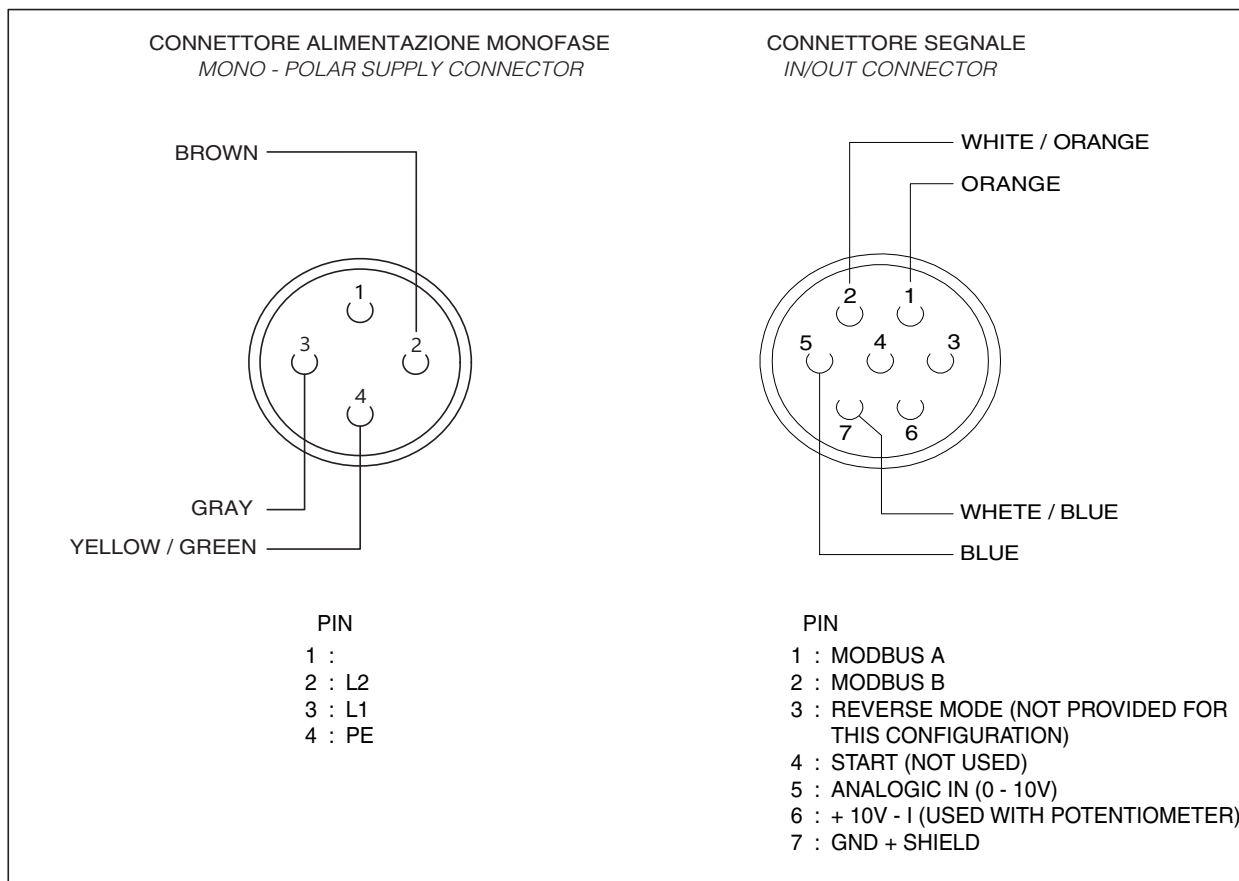 CONNETTORE ALIMENTAZIONE MONOFASE
MONO - POLAR SUPPLY CONNECTOR
BROWN
1
3
2
4
GRAY
YELLOW / GREEN
PIN
1 :
2 : L2
3 : L1
4 : PE
CONNETTORE SEGNALE
IN/OUT CONNECTOR
WHITE / ORANGE
ORANGE
2
1
5
4
3
7
6
WHETE / BLUE
BLUE
PIN
1 : MODBUS A
2 : MODBUS B
3 : REVERSE MODE (NOT PROVIDED FOR
THIS CONFIGURATION)
4 : START (NOT USED)
5 : ANALOGIC IN (0 - 10V)
6 : + 10V - I (USED WITH POTENTIOMETER)
7 : GND + SHIELD